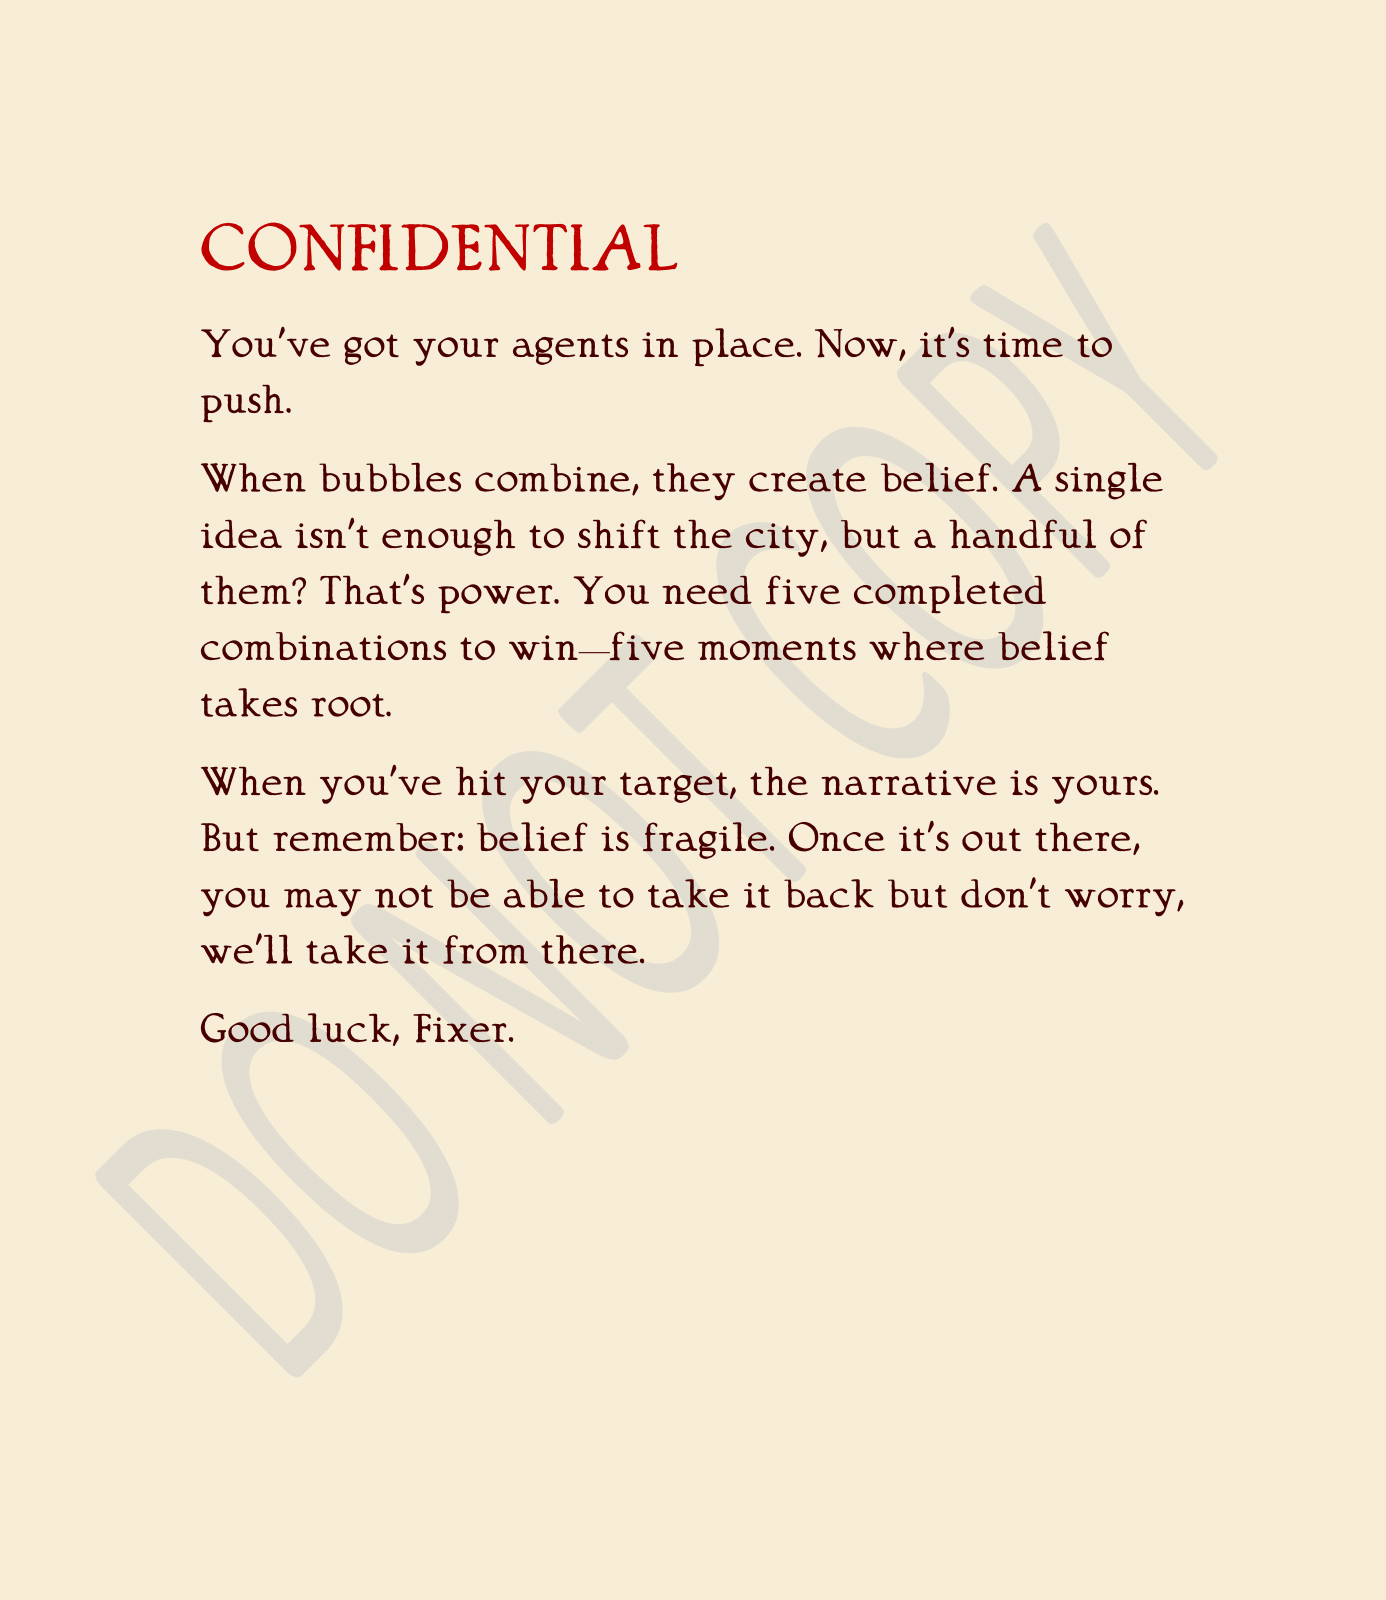 CONFIDENTIAL
You've got your agents in place. Now, it's time to
push.
When bubbles combine, they create belief. A single
idea isn't enough to shift the city, but a handful of
them? That's power. You need five completed
combinations to win—five moments where belief
takes root.
When you've hit your target, the narrative is yours.
But remember: belief is fragile. Once it's out there,
you may not be able to take it back but don't worry,
we'll take it from there.
Good luck, Fixer.
DO NOT COPY